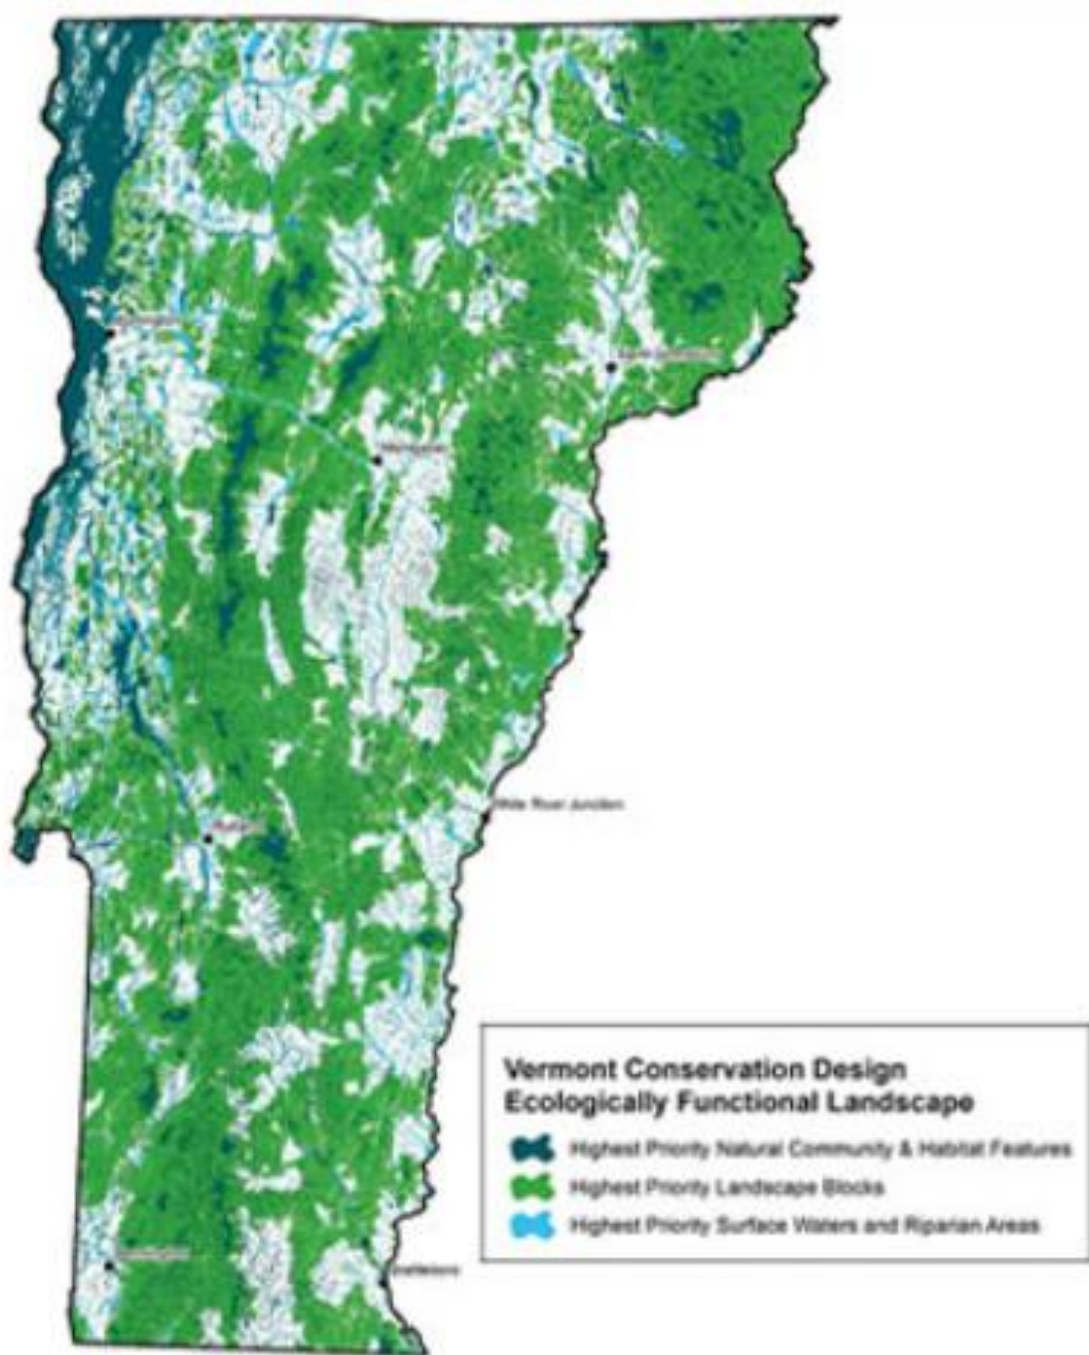 White River Junction
Vermont Conservation Design
Ecologically Functional Landscape
Highest Priority Natural Community & Habitat Features
Highest Priority Landscape Blocks
Highest Priority Surface Waters and Riparian Areas